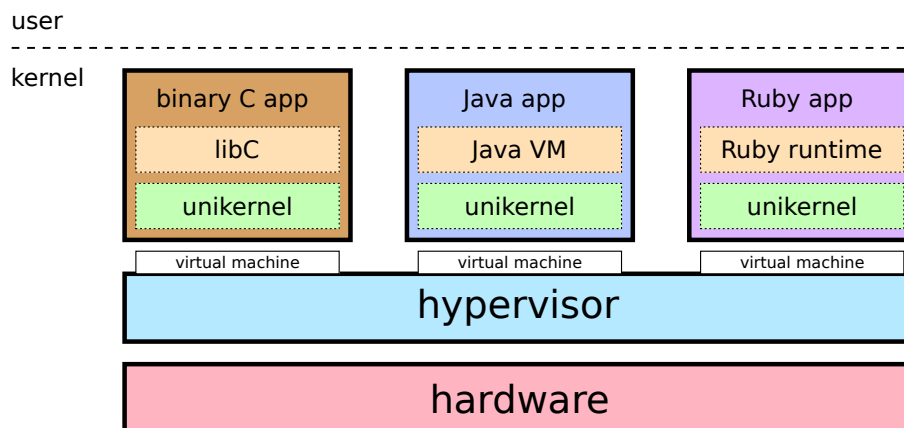 user
kernel
binary C app
libC
unikernel
Java app
Java VM
unikernel
Ruby app
Ruby runtime
unikernel
virtual machine
virtual machine
virtual machine
hypervisor
hardware